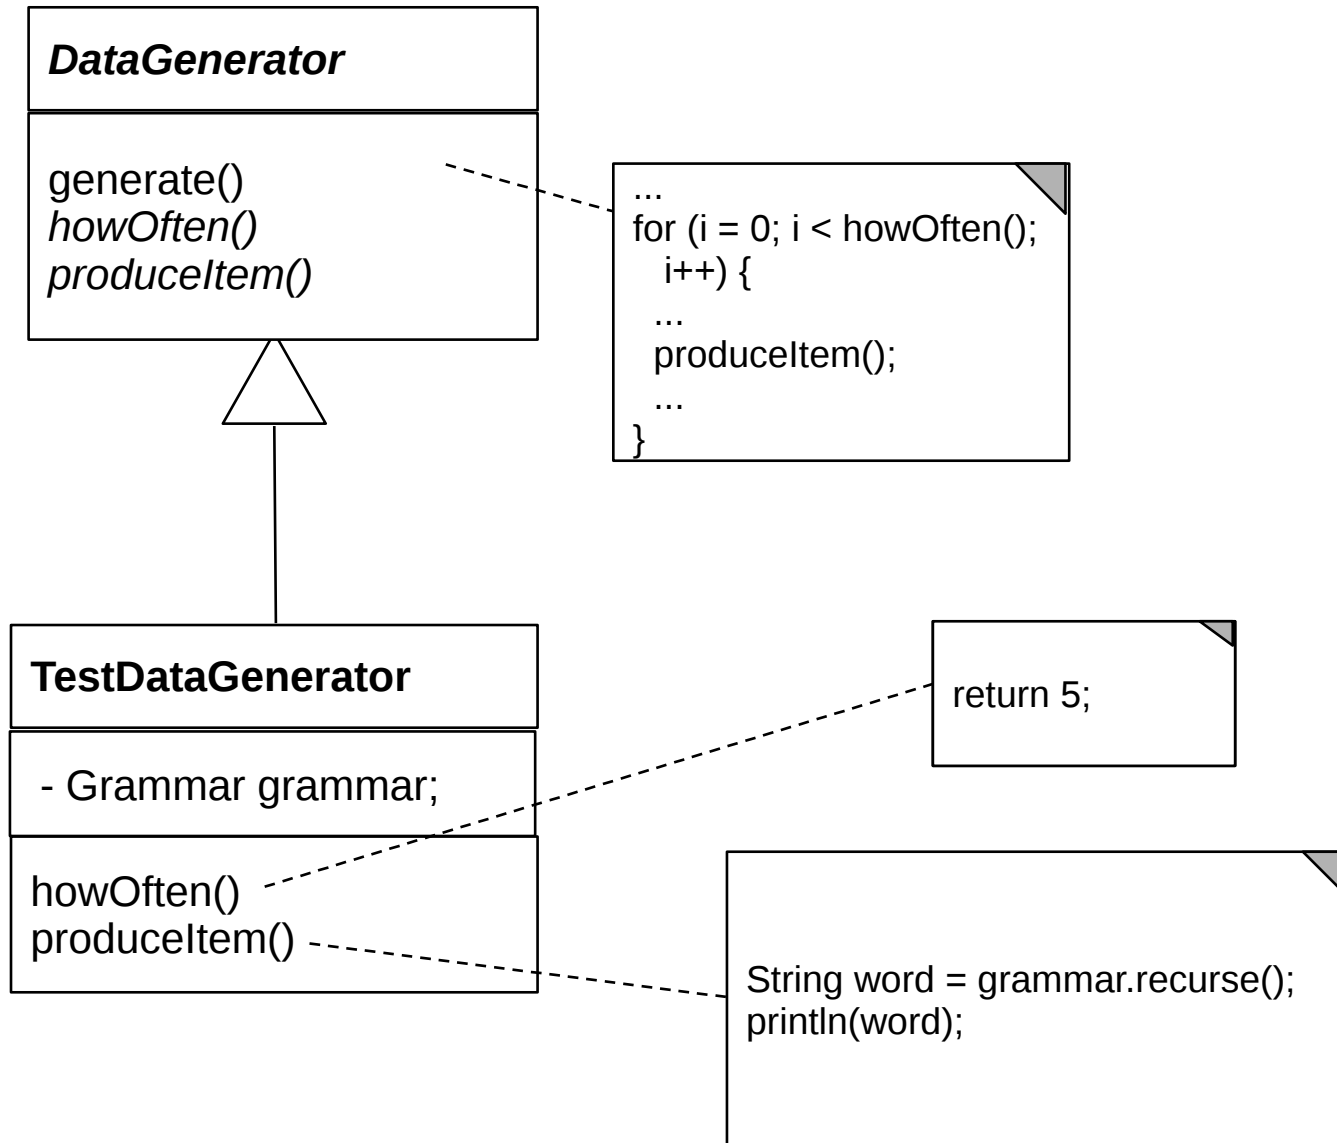 DataGenerator
generate()
howOften()
produceItem()
...
for (i = 0; i < howOften();
i++) {
...
produceItem();
...
}
TestDataGenerator
- Grammar grammar;
howOften()
produceItem()
return 5;
String word = grammar.recurse();
println(word);